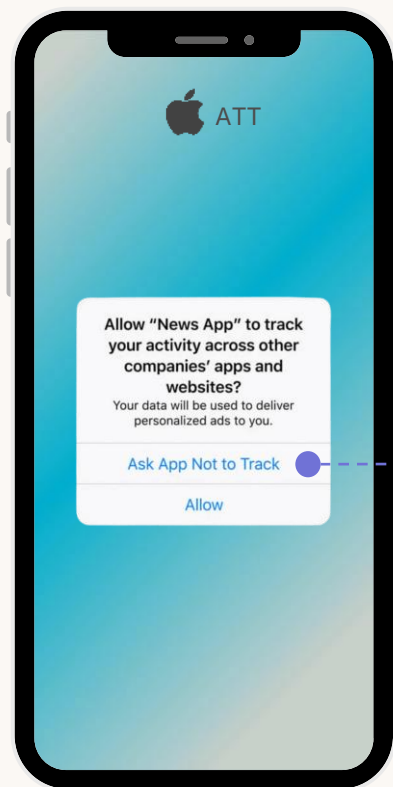 ATT
Allow “News App” to track
your activity across other
companies’ apps and
websites?
Your data will be used to deliver
personalized ads to you.
Ask App Not to Track
Allow